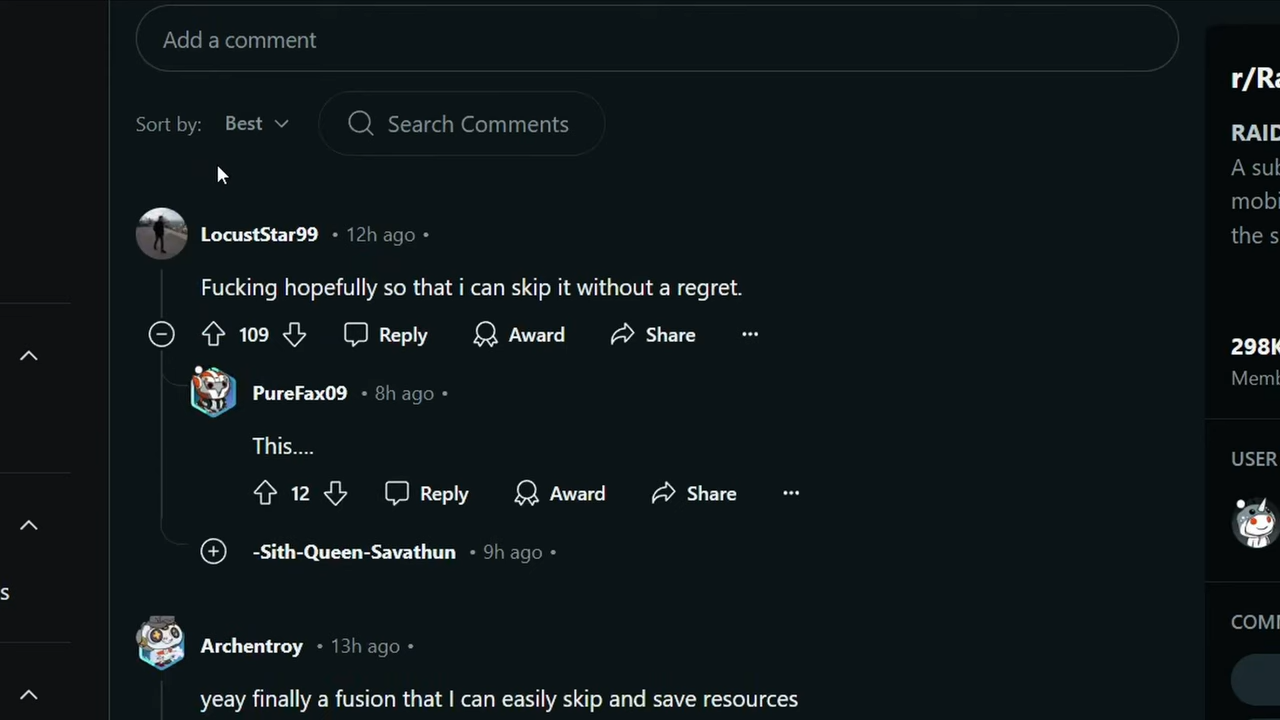 Add a comment
Sort by: Best
Search Comments
LocustStar99 • 12h ago •
Fucking hopefully so that i can skip it without a regret.
109 Reply Award Share ...
PureFax09 • 8h ago •
This....
12 Reply Award Share ...
-Sith-Queen-Savathun • 9h ago •
Archentroy • 13h ago •
yeay finally a fusion that I can easily skip and save resources
s
r/Ra
RAID
A sub
mobi
the s
298K
Memb
USER
COMM